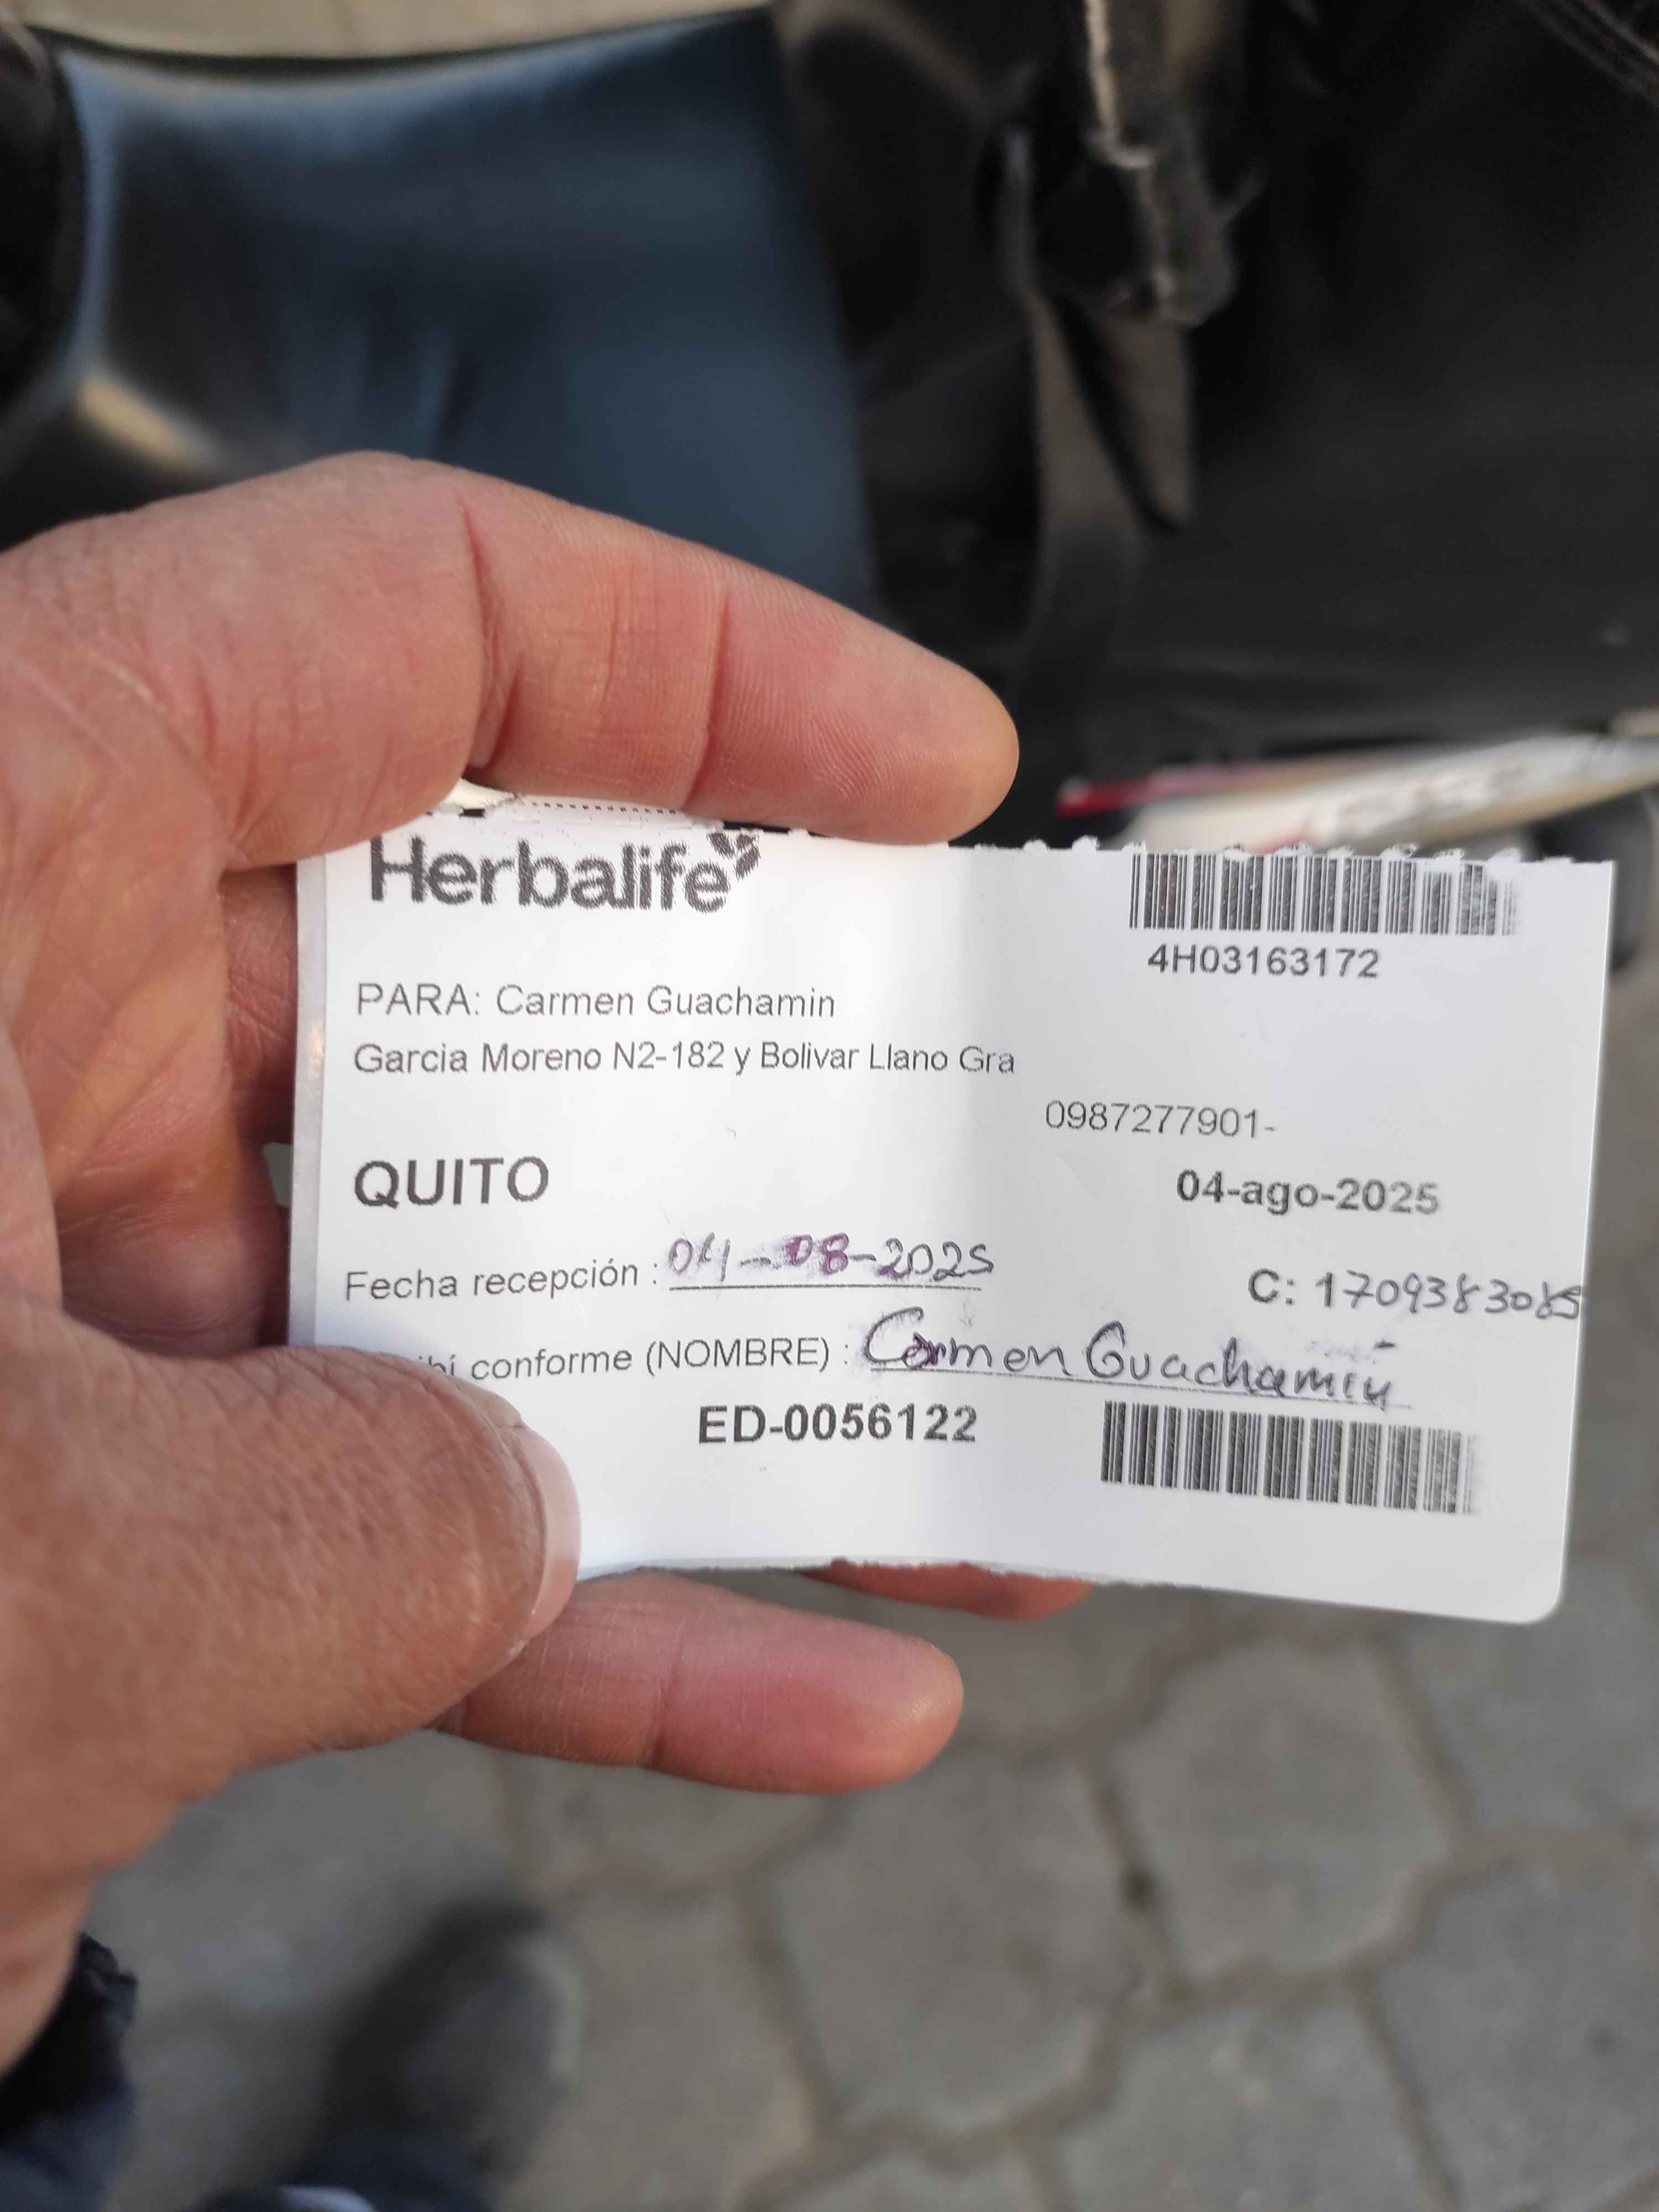 Herbalife
4H03163172
PARA: Carmen Guachamin
Garcia Moreno N2-182 y Bolivar Llano Gra
0987277901-
QUITO
04-ago-2025
Fecha recepción : 04-08-2025
C: 1709383085
conforme (NOMBRE) : Carmen Guachamin
ED-0056122